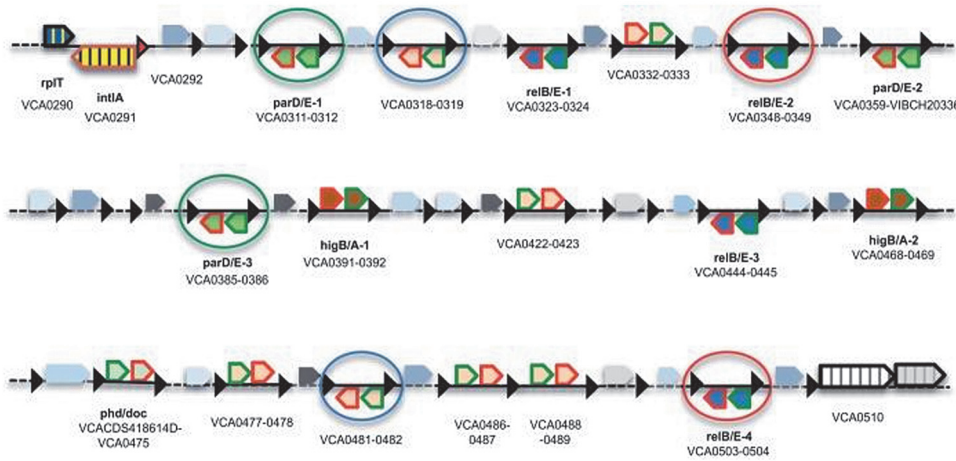 rplT
VCA0290
intIA
VCA0291
VCA0292
parD/E-1
VCA0311-0312
VCA0318-0319
relB/E-1
VCA0323-0324
VCA0332-0333
relB/E-2
VCA0348-0349
parD/E-2
VCA0359-VIBCH20336
parD/E-3
VCA0385-0386
higB/A-1
VCA0391-0392
VCA0422-0423
relB/E-3
VCA0444-0445
higB/A-2
VCA0468-0469
phd/doc
VCACDS418614D-
VCA0475
VCA0477-0478
VCA0481-0482
VCA0486-
0487
VCA0488
-0489
relB/E-4
VCA0503-0504
VCA0510